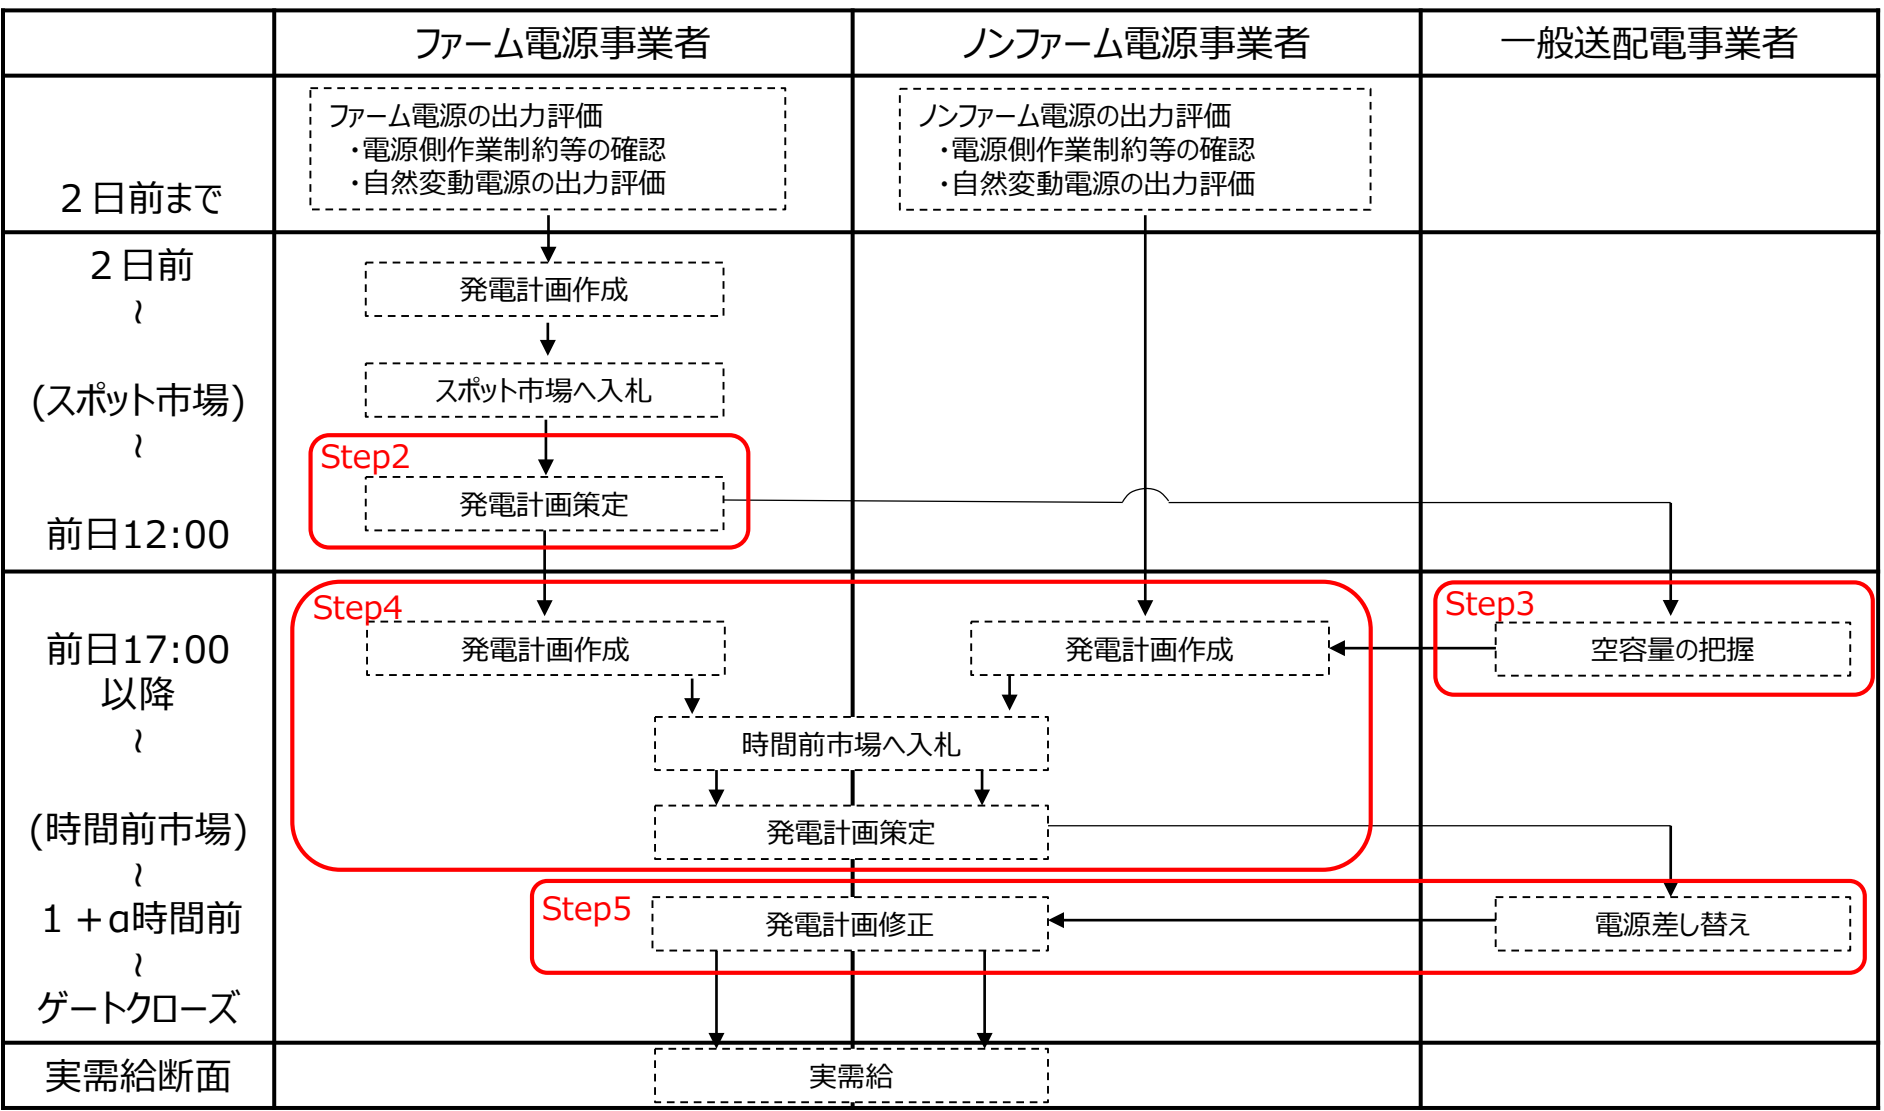 ファーム電源事業者
ノンファーム電源事業者
一般送配電事業者
２日前まで
ファーム電源の出力評価
・電源側作業制約等の確認
・自然変動電源の出力評価
ノンファーム電源の出力評価
・電源側作業制約等の確認
・自然変動電源の出力評価
２日前
～
(スポット市場)
～
前日12:00
発電計画作成
スポット市場へ入札
Step2
発電計画策定
前日17:00
以降
～
(時間前市場)
～
１＋α時間前
～
ゲートクローズ
Step4
発電計画作成
発電計画作成
Step3
空容量の把握
時間前市場へ入札
発電計画策定
Step5
発電計画修正
電源差し替え
実需給断面
実需給